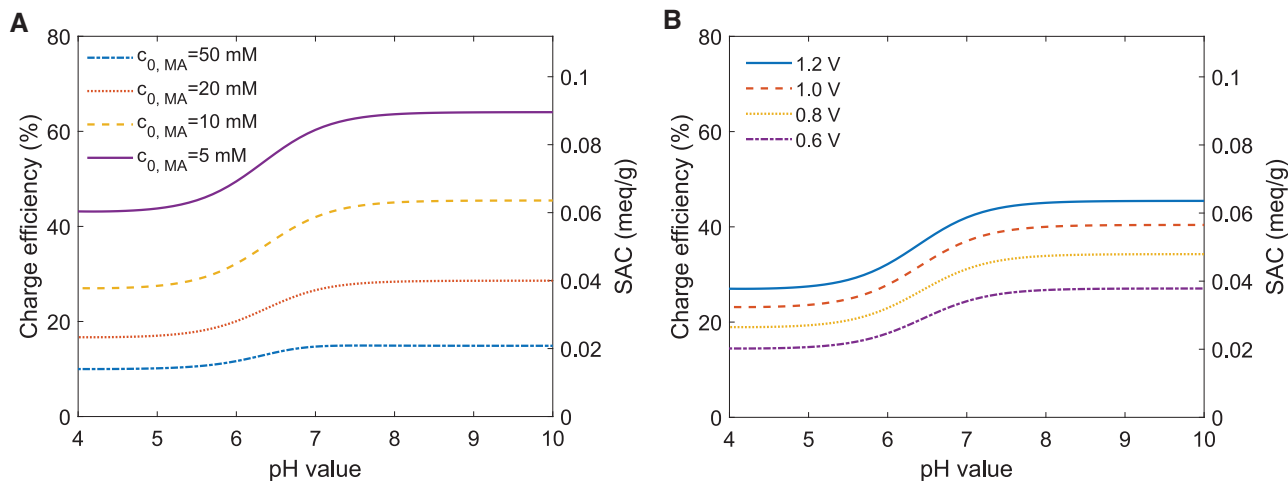 A
Charge efficiency (%)
80
60
40
20
0
c0, MA=50 mM
c0, MA=20 mM
c0, MA=10 mM
c0, MA=5 mM
0.1
0.08
0.06
0.04
0.02
0
SAC (meq/g)
4 5 6 7 8 9 10
pH value
B
Charge efficiency (%)
80
60
40
20
0
1.2 V
1.0 V
0.8 V
0.6 V
0.1
0.08
0.06
0.04
0.02
0
SAC (meq/g)
4 5 6 7 8 9 10
pH value